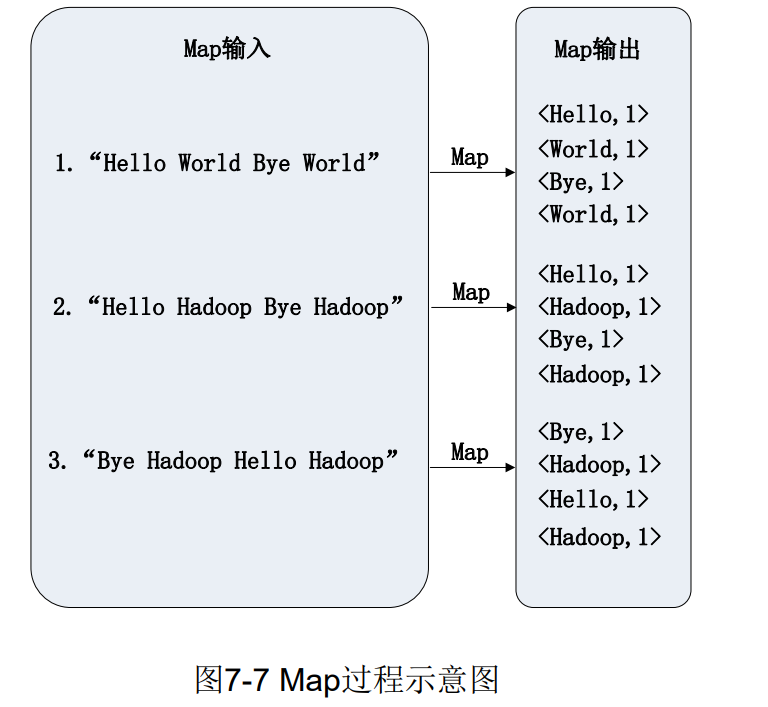 Map输入
1. “Hello World Bye World”
Map
2. “Hello Hadoop Bye Hadoop”
Map
3. “Bye Hadoop Hello Hadoop”
Map
Map输出
<Hello,1>
<World,1>
<Bye,1>
<World,1>
<Hello,1>
<Hadoop,1>
<Bye,1>
<Hadoop,1>
<Bye,1>
<Hadoop,1>
<Hello,1>
<Hadoop,1>
图7-7 Map过程示意图